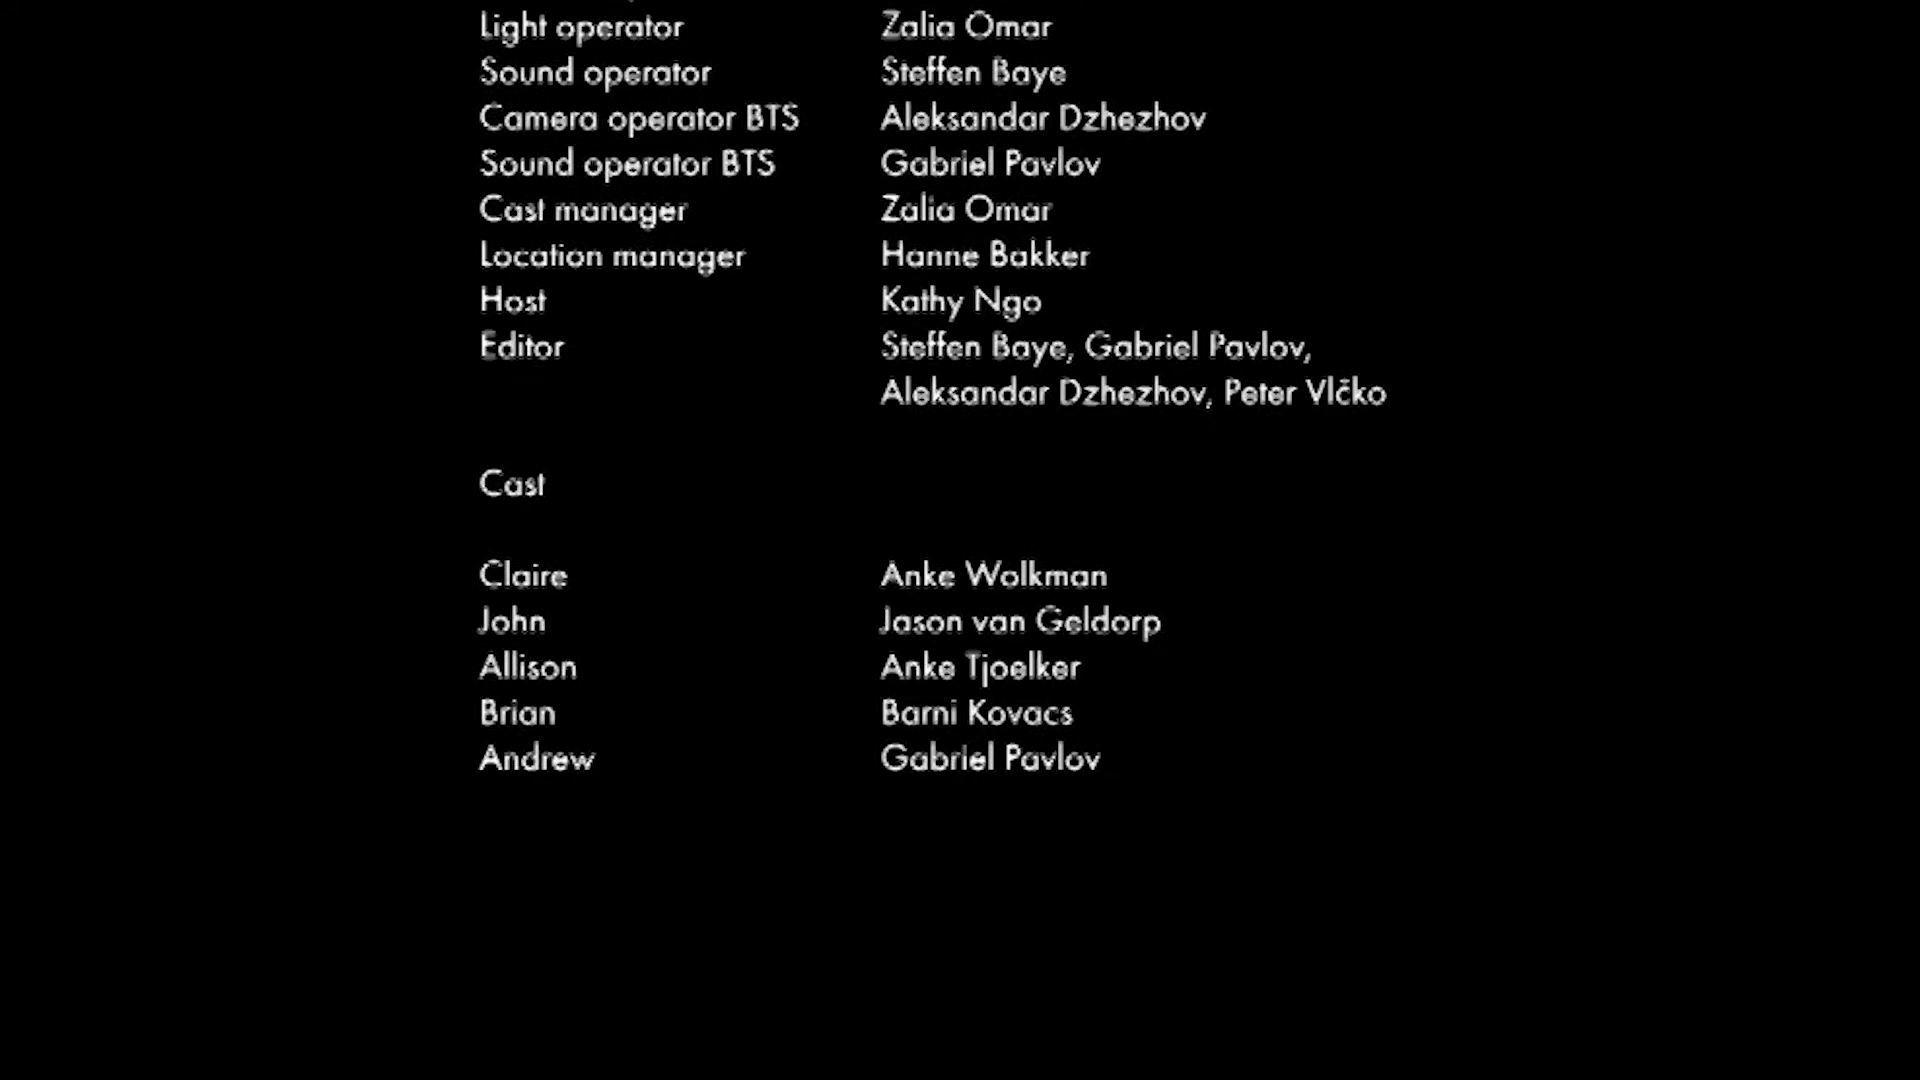 Light operator Zalia Omar
Sound operator Steffen Baye
Camera operator BTS Aleksandar Dzhezhov
Sound operator BTS Gabriel Pavlov
Cast manager Zalia Omar
Location manager Hanne Bakker
Host Kathy Ngo
Editor Steffen Baye, Gabriel Pavlov,
Aleksandar Dzhezhov, Peter Vlčko
Cast
Claire Anke Wolkman
John Jason van Geldorp
Allison Anke Tjoelker
Brian Barni Kovacs
Andrew Gabriel Pavlov